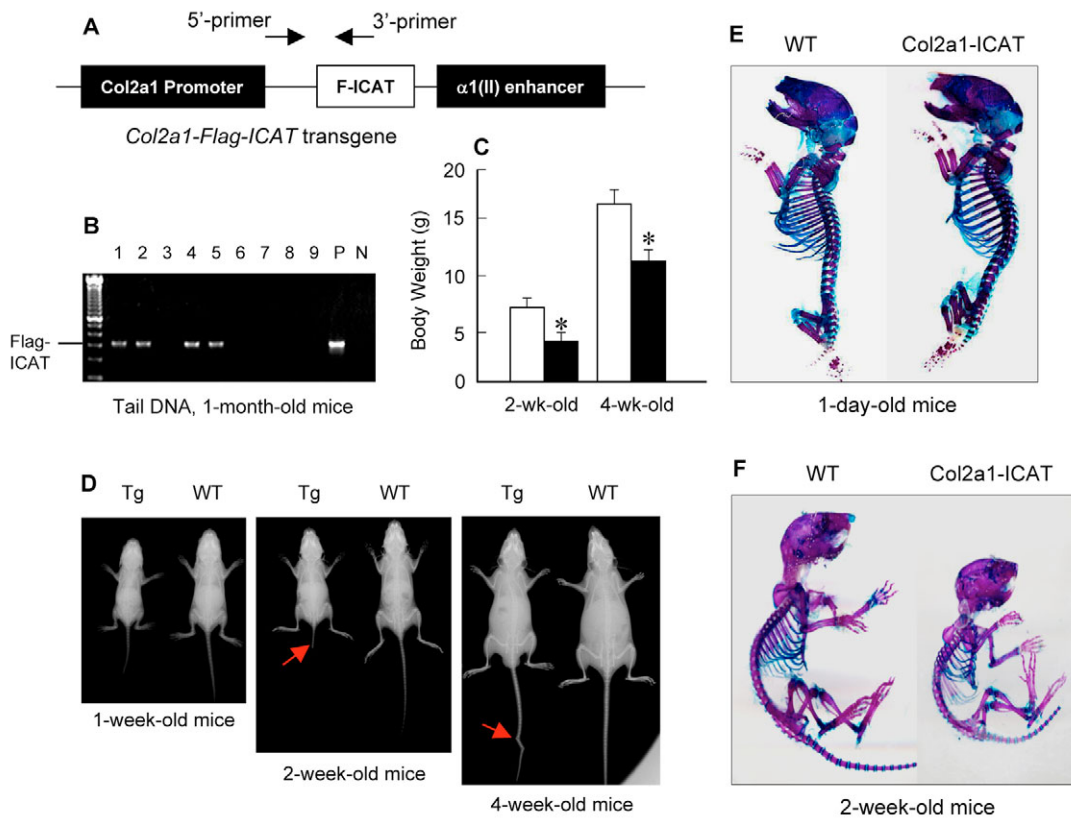 A
5'-primer
3'-primer
Col2a1 Promoter
F-ICAT
α1(II) enhancer
Col2a1-Flag-ICAT transgene
B
1 2 3 4 5 6 7 8 9 P N
Flag-
ICAT
Tail DNA, 1-month-old mice
C
Body Weight (g)
20
15
10
5
0
*
*
2-wk-old
4-wk-old
D
Tg WT
Tg WT
Tg WT
1-week-old mice
2-week-old mice
4-week-old mice
E
WT
Col2a1-ICAT
1-day-old mice
F
WT
Col2a1-ICAT
2-week-old mice